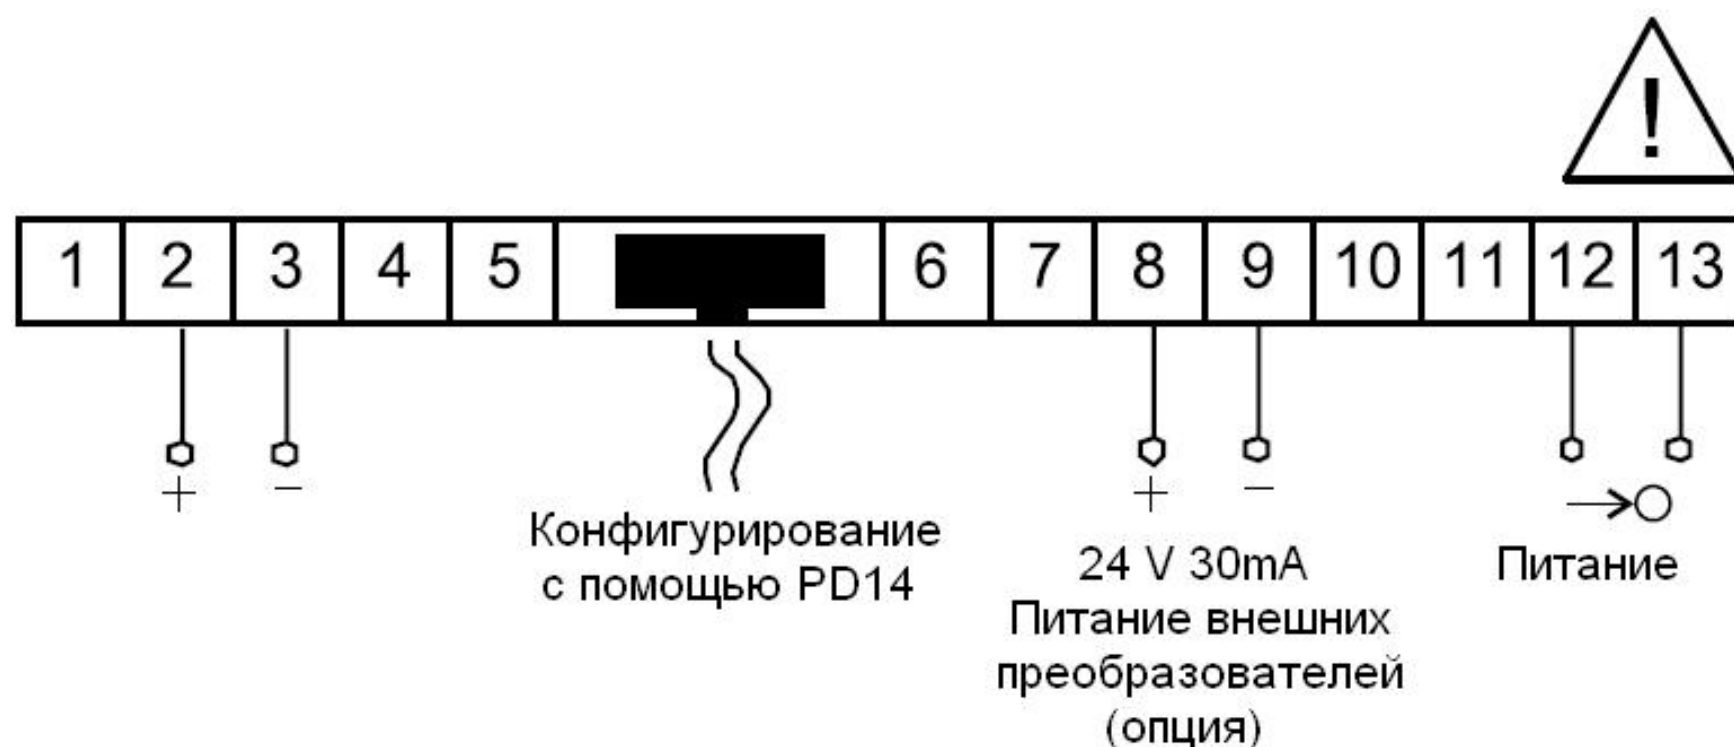 !
1 2 3 4 5 6 7 8 9 10 11 12 13
+ − + −
Конфигурирование
с помощью PD14
24 V 30mA
Питание внешних
преобразователей
(опция)
Питание